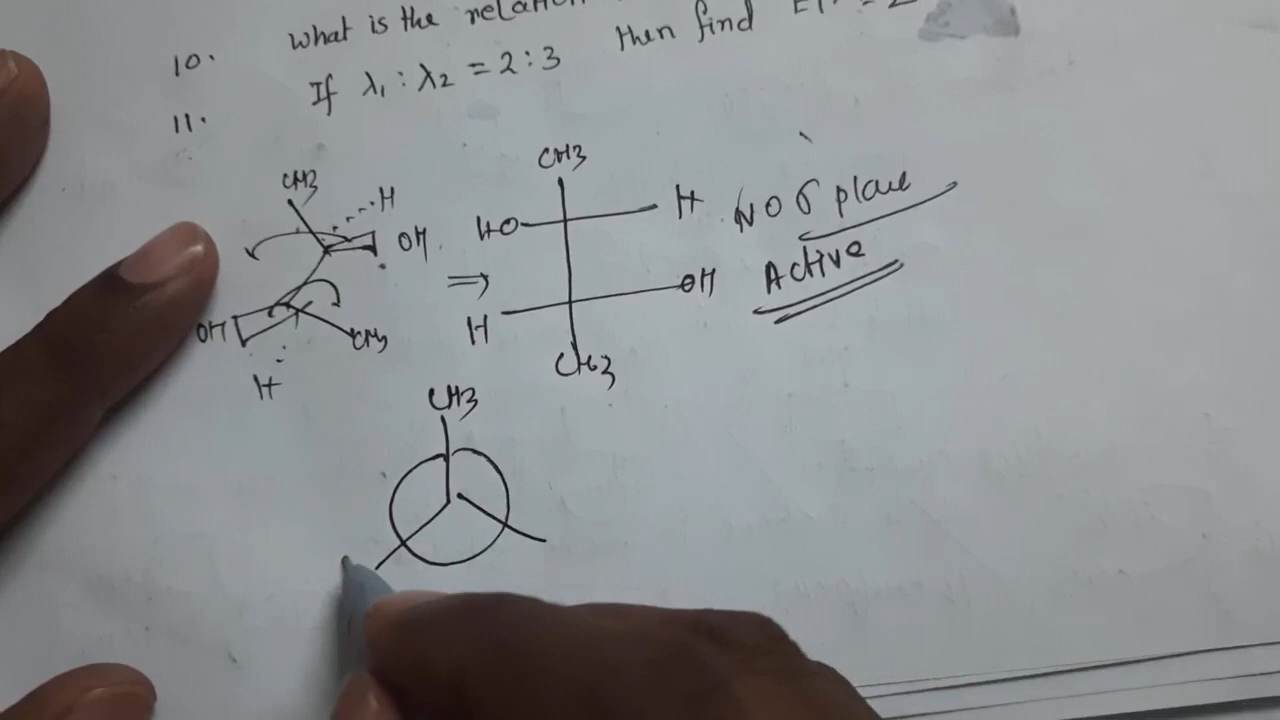 10. What is the
If λ₁ : λ₂ = 2:3 then find
11.
CH3 H OH OH CH3 H
⇒
CH3 HO H H OH CH3
NO σ plane
Active
CH3